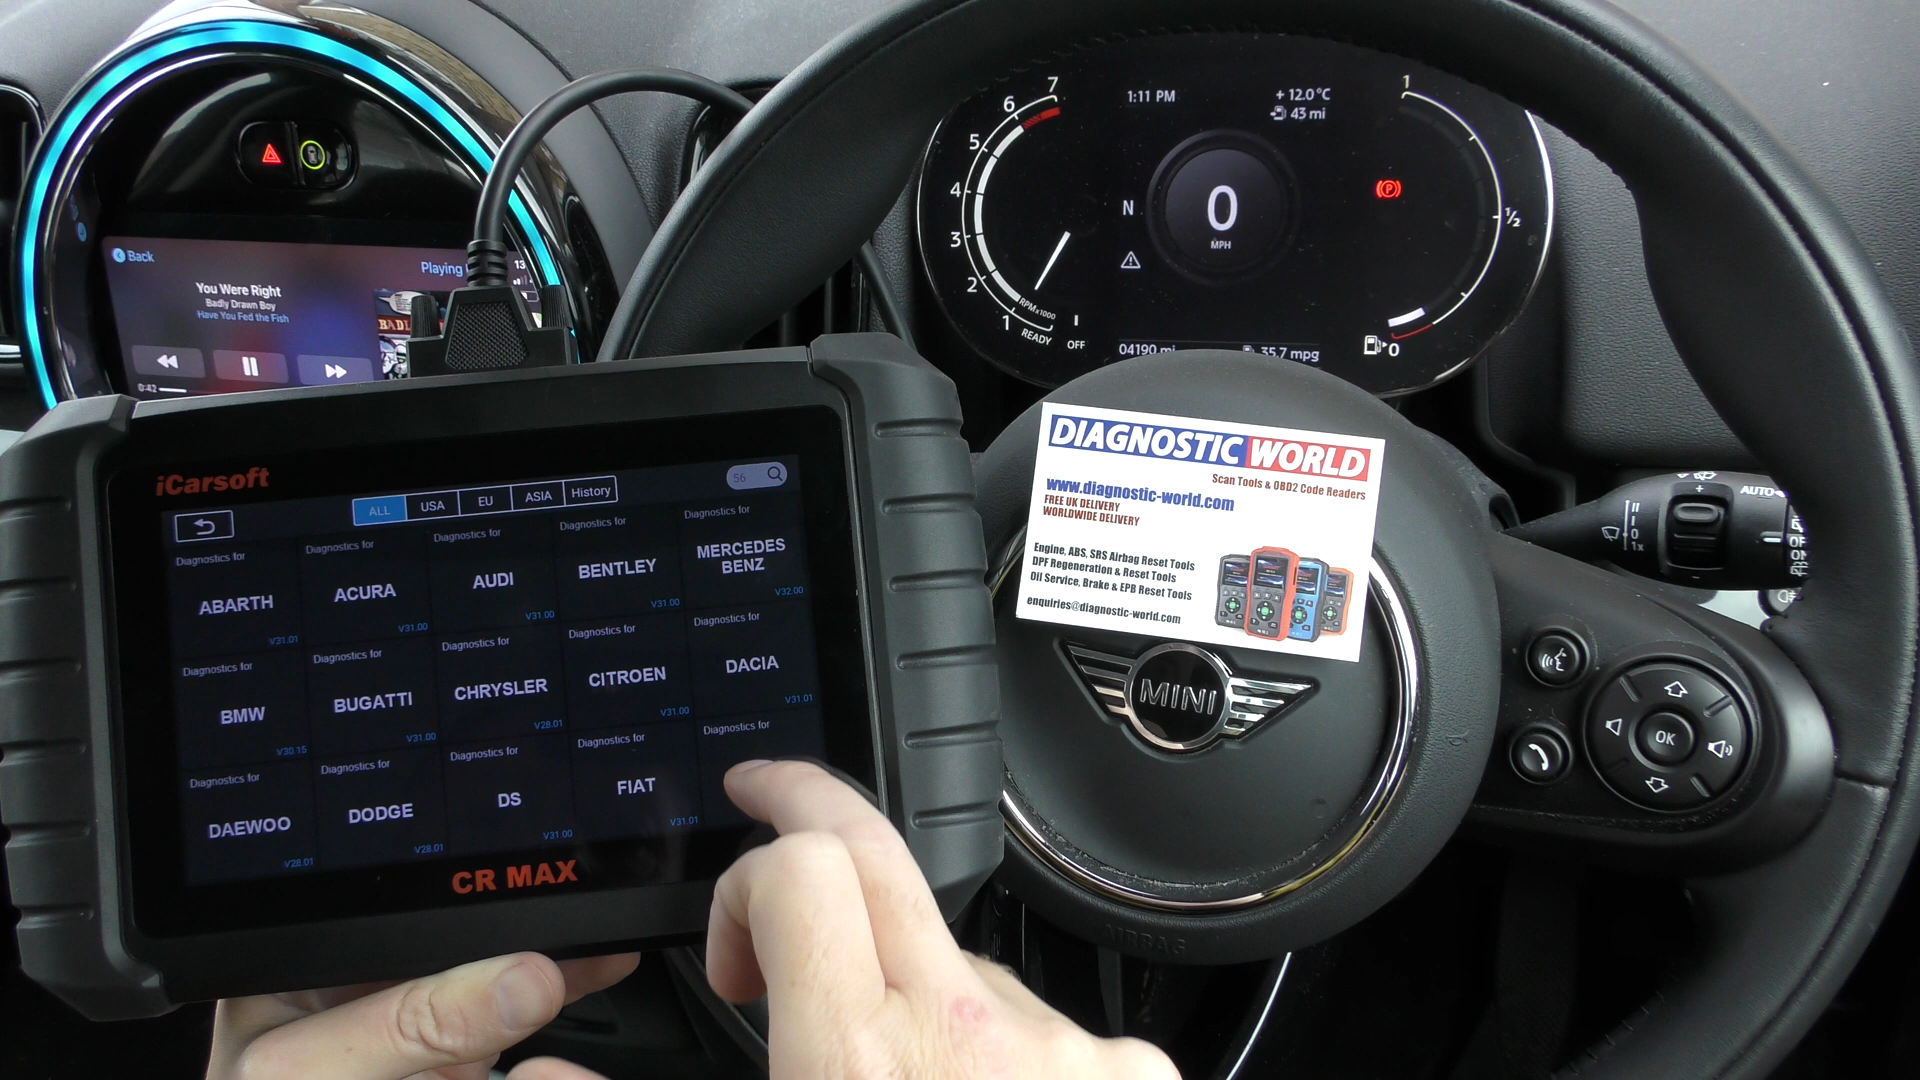 Back
Playing
13
You Were Right
Badly Drawn Boy
Have You Fed the Fish
0:42
iCarsoft
56
ALL
USA
EU
ASIA
History
Diagnostics for
ABARTH
V31.01
Diagnostics for
ACURA
V31.00
Diagnostics for
AUDI
V31.00
Diagnostics for
BENTLEY
V31.00
Diagnostics for
MERCEDES
BENZ
V32.00
Diagnostics for
BMW
V30.15
Diagnostics for
BUGATTI
V31.00
Diagnostics for
CHRYSLER
V28.01
Diagnostics for
CITROEN
V31.00
Diagnostics for
DACIA
V31.01
Diagnostics for
DAEWOO
V28.01
Diagnostics for
DODGE
V28.01
Diagnostics for
DS
V31.00
Diagnostics for
FIAT
V31.01
Diagnostics for
CR MAX
7
6
5
4
3
2
1
RPM x1000
READY
OFF
1:11 PM
+ 12.0°C
43 mi
N
0
MPH
(P)
1
1/2
0
04190 mi
35.7 mpg
DIAGNOSTIC WORLD
Scan Tools & OBD2 Code Readers
www.diagnostic-world.com
FREE UK DELIVERY
WORLDWIDE DELIVERY
Engine, ABS, SRS Airbag Reset Tools
DPF Regeneration & Reset Tools
Oil Service, Brake & EPB Reset Tools
enquiries@diagnostic-world.com
MINI
AIRBAG
AUTO
0
1x
OK